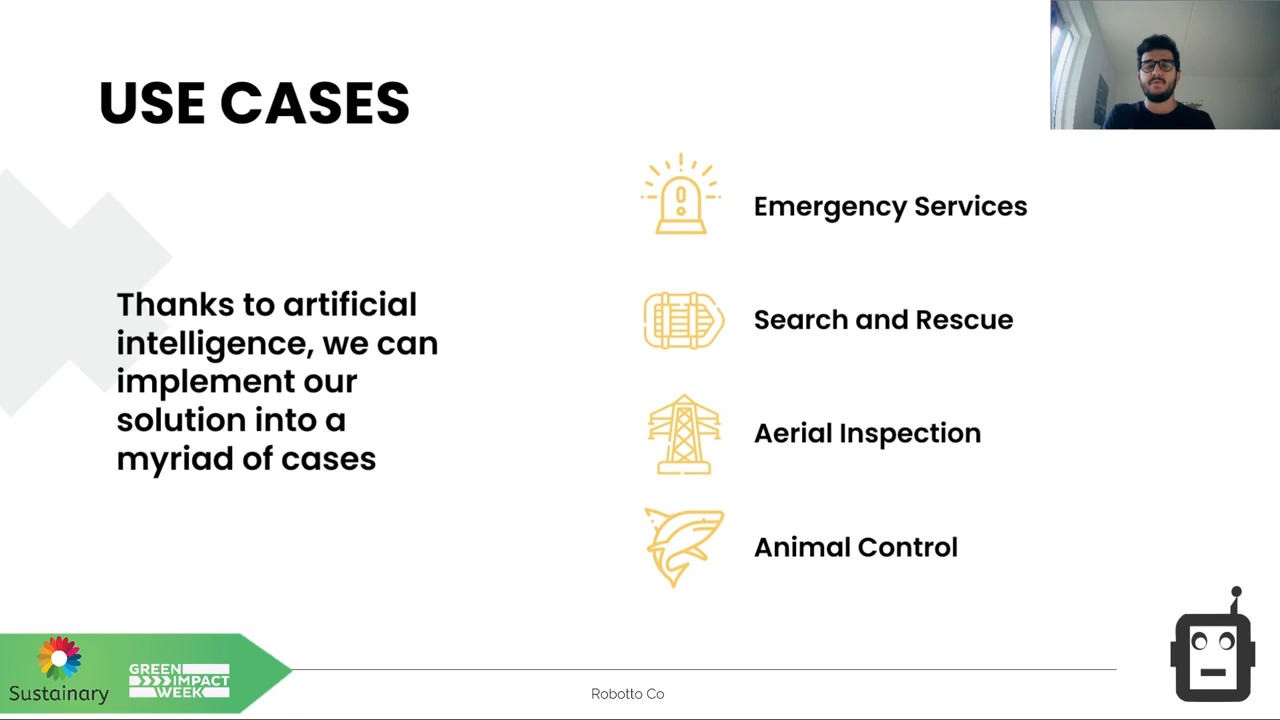 USE CASES
Thanks to artificial
intelligence, we can
implement our
solution into a
myriad of cases
Emergency Services
Search and Rescue
Aerial Inspection
Animal Control
Sustainary
GREEN
IMPACT
WEEK
Robotto Co